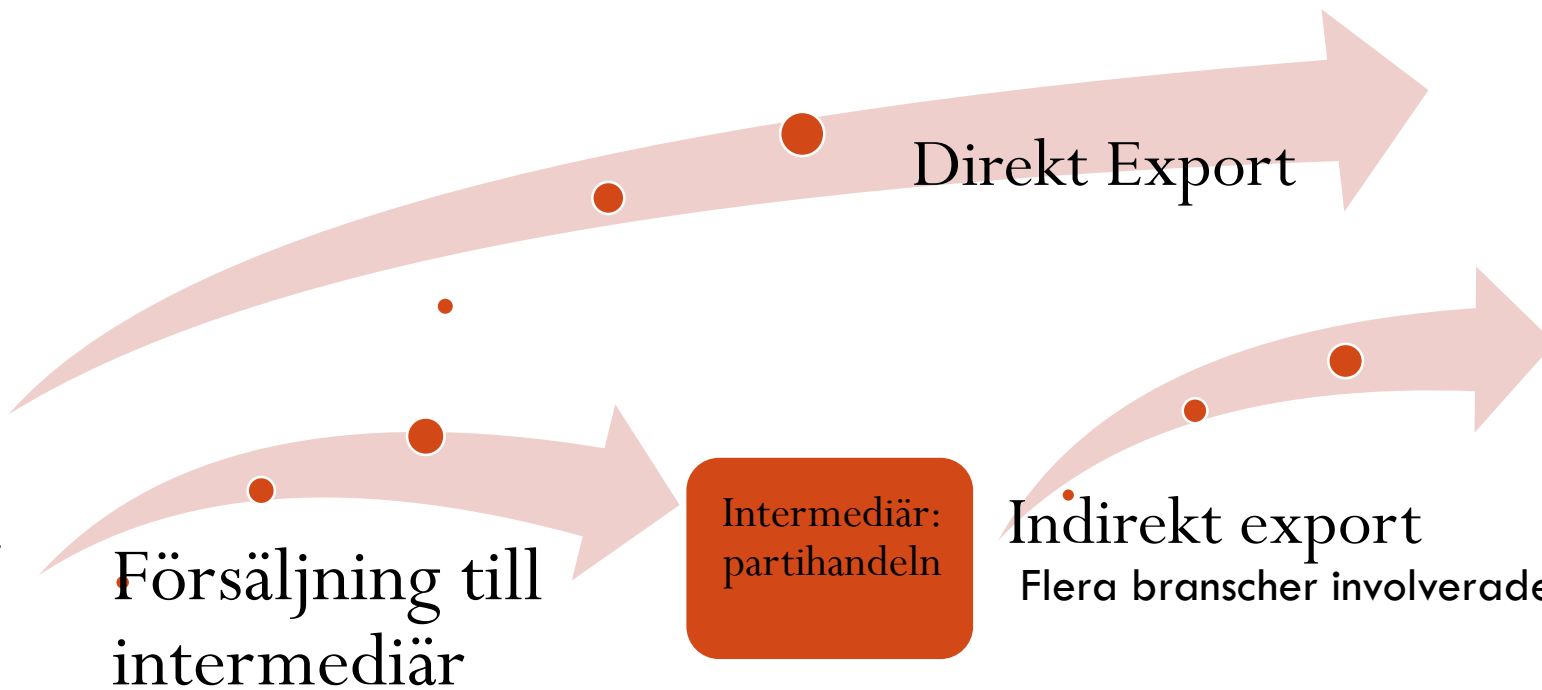 Direkt Export
Försäljning till
intermediär
Intermediär:
partihandeln
Indirekt export
Flera branscher involverade